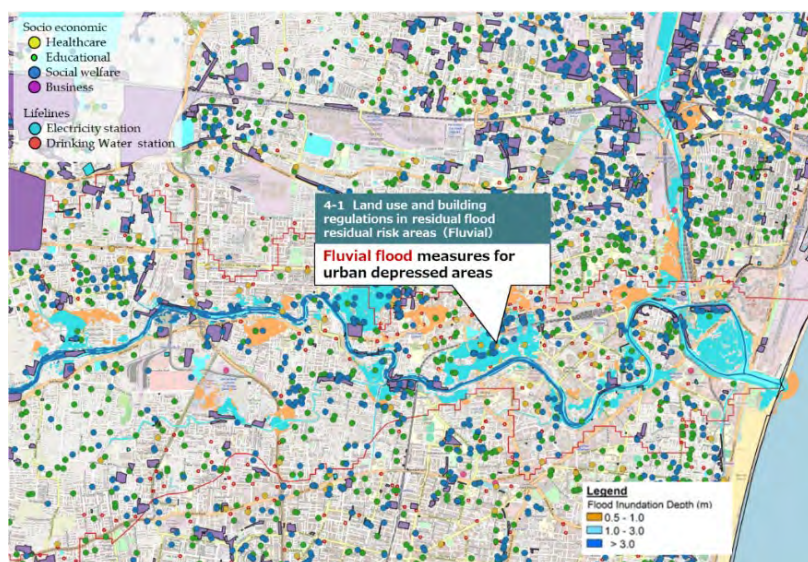 Socio economic
Healthcare
Educational
Social welfare
Business
Lifelines
Electricity station
Drinking Water station
4-1 Land use and building
regulations in residual flood
residual risk areas (Fluvial)
Fluvial flood measures for
urban depressed areas
Legend
Flood Inundation Depth (m)
0.5 - 1.0
1.0 - 3.0
> 3.0